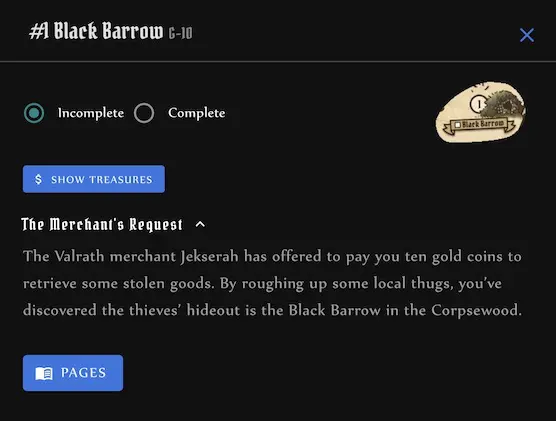 #1 Black Barrow G-10
Incomplete Complete
1
Black Barrow
$ SHOW TREASURES
The Merchant's Request
The Valrath merchant Jekserah has offered to pay you ten gold coins to
retrieve some stolen goods. By roughing up some local thugs, you've
discovered the thieves' hideout is the Black Barrow in the Corpsewood.
PAGES